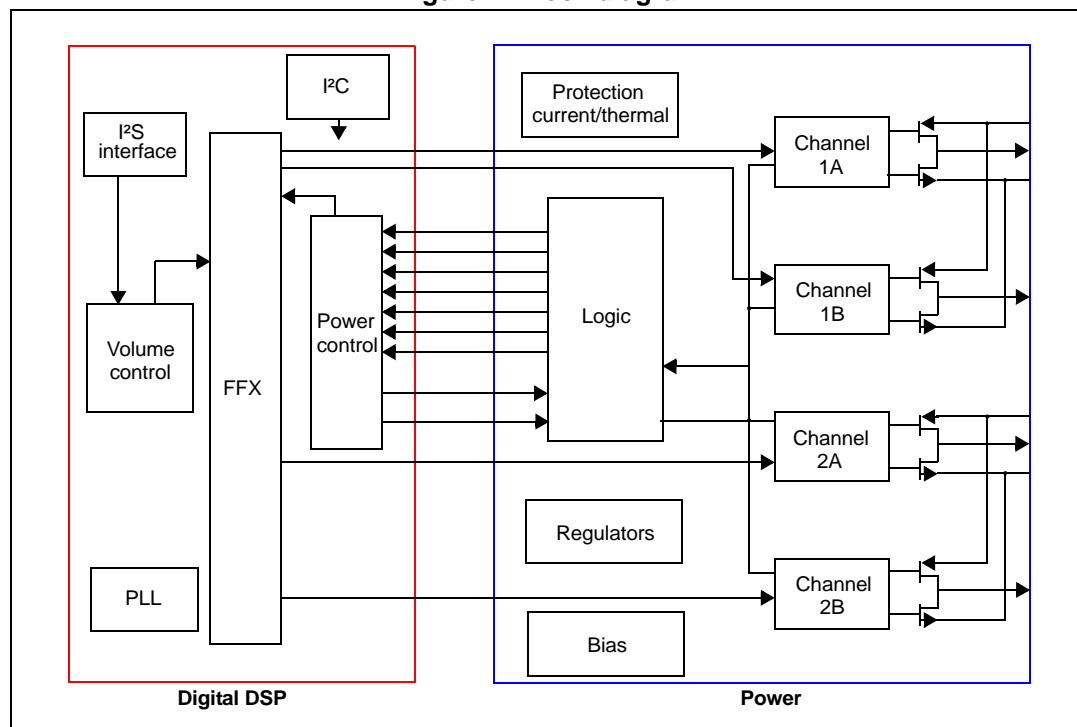 I²C
Protection
current/thermal
I²S
interface
Channel
1A
Channel
1B
Logic
Power
control
Volume
control
FFX
Channel
2A
Regulators
PLL
Channel
2B
Bias
Digital DSP
Power